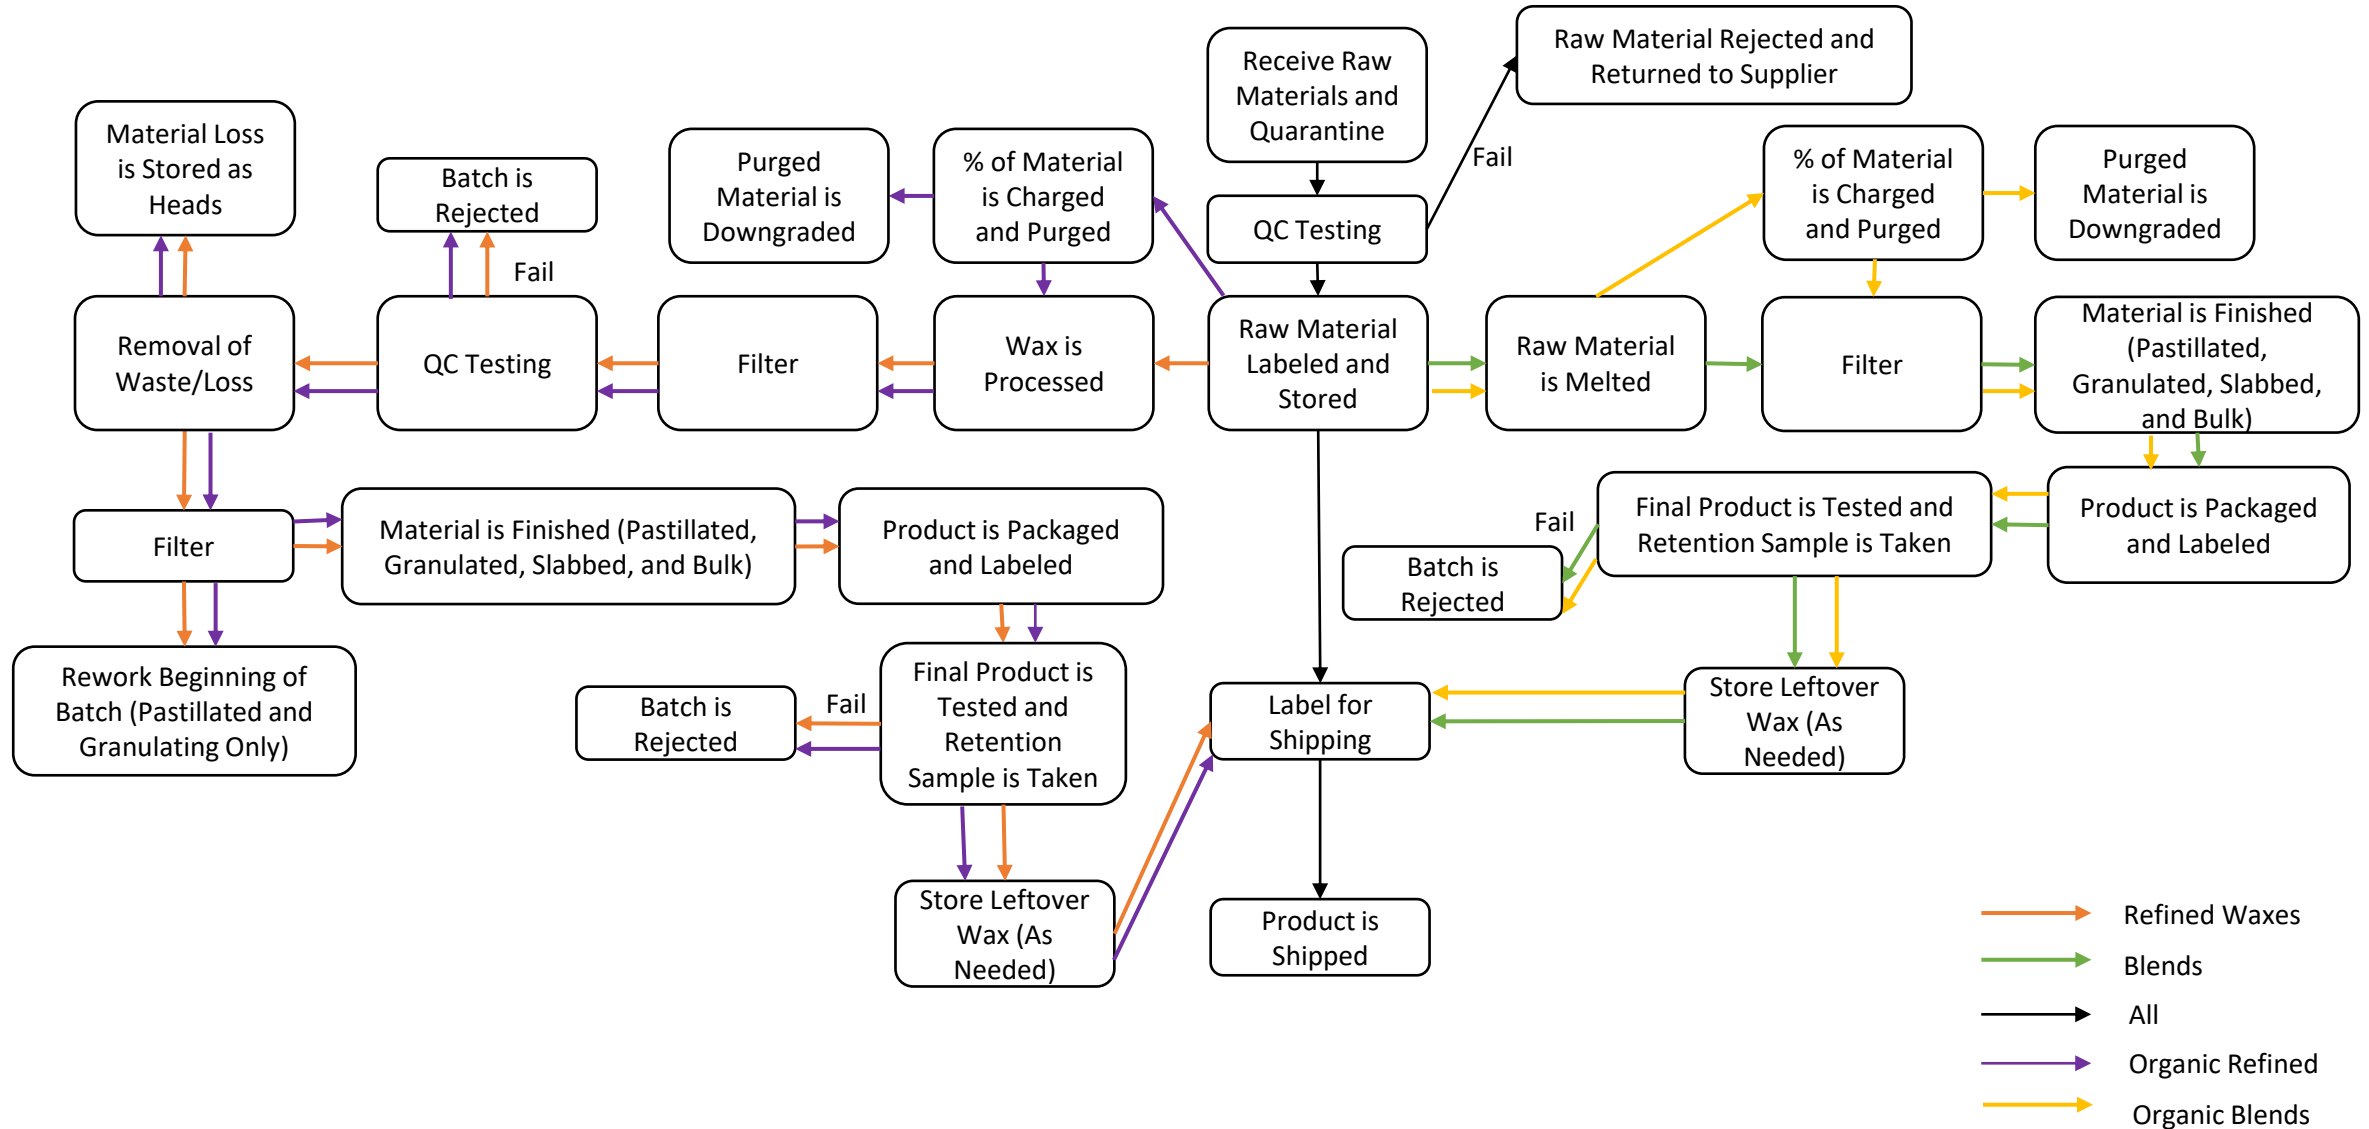 Raw Material Rejected and
Returned to Supplier
Receive Raw
Materials and
Quarantine
Fail
Material Loss
is Stored as
Heads
Batch is
Rejected
Fail
Purged
Material is
Downgraded
% of Material
is Charged
and Purged
QC Testing
% of Material
is Charged
and Purged
Purged
Material is
Downgraded
Removal of
Waste/Loss
QC Testing
Filter
Wax is
Processed
Raw Material
Labeled and
Stored
Raw Material
is Melted
Filter
Material is Finished
(Pastillated,
Granulated, Slabbed,
and Bulk)
Filter
Material is Finished (Pastillated,
Granulated, Slabbed, and Bulk)
Product is Packaged
and Labeled
Fail
Batch is
Rejected
Final Product is Tested and
Retention Sample is Taken
Product is Packaged
and Labeled
Rework Beginning of
Batch (Pastillated and
Granulating Only)
Batch is
Rejected
Fail
Final Product is
Tested and
Retention
Sample is Taken
Label for
Shipping
Store Leftover
Wax (As
Needed)
Store Leftover
Wax (As
Needed)
Product is
Shipped
Refined Waxes
Blends
All
Organic Refined
Organic Blends